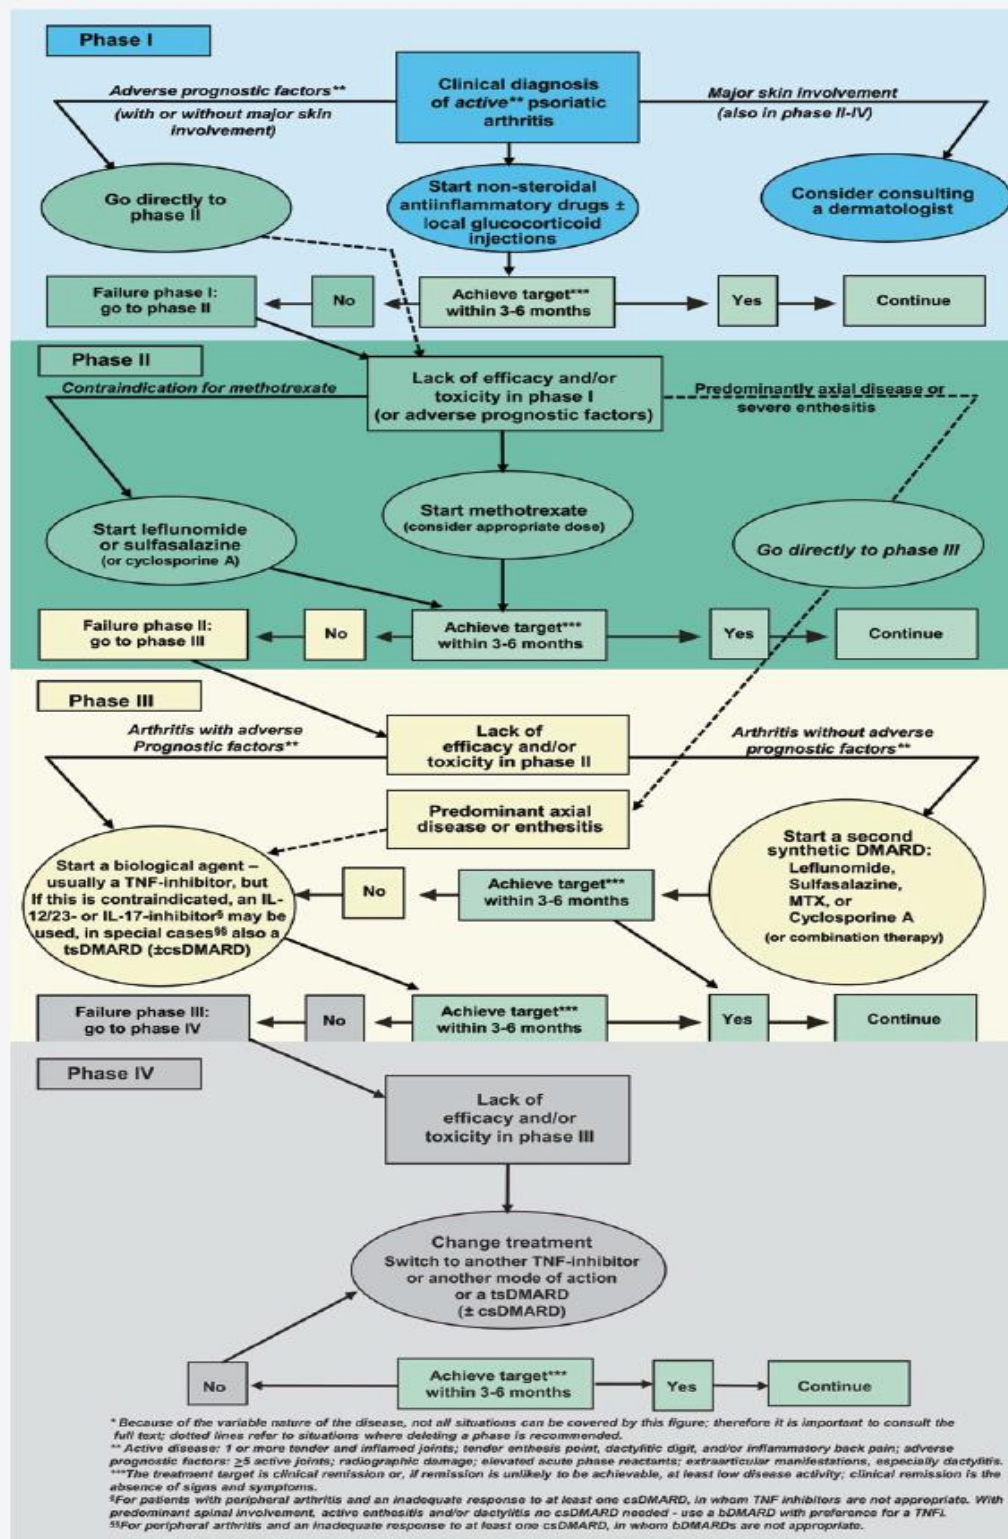 Phase I
Clinical diagnosis
of active** psoriatic
arthritis
Adverse prognostic factors**
(with or without major skin
involvement)
Major skin involvement
(also in phase II-IV)
Go directly to
phase II
Start non-steroidal
antiinflammatory drugs ±
local glucocorticoid
injections
Consider consulting
a dermatologist
Failure phase I:
go to phase II
No
Achieve target***
within 3-6 months
Yes
Continue
Phase II
Contraindication for methotrexate
Lack of efficacy and/or
toxicity in phase I
(or adverse prognostic factors)
Predominantly axial disease or
severe enthesitis
Start leflunomide
or sulfasalazine
(or cyclosporine A)
Start methotrexate
(consider appropriate dose)
Go directly to phase III
Failure phase II:
go to phase III
No
Achieve target***
within 3-6 months
Yes
Continue
Phase III
Arthritis with adverse
Prognostic factors**
Lack of
efficacy and/or
toxicity in phase II
Arthritis without adverse
prognostic factors**
Predominant axial
disease or enthesitis
Start a biological agent –
usually a TNF-inhibitor, but
If this is contraindicated, an IL-
12/23- or IL-17-inhibitor§ may be
used, in special cases§§ also a
tsDMARD (±csDMARD)
No
Achieve target***
within 3-6 months
Start a second
synthetic DMARD:
Leflunomide,
Sulfasalazine,
MTX, or
Cyclosporine A
(or combination therapy)
Failure phase III:
go to phase IV
No
Achieve target***
within 3-6 months
Yes
Continue
Phase IV
Lack of
efficacy and/or
toxicity in phase III
Change treatment
Switch to another TNF-inhibitor
or another mode of action
or a tsDMARD
(± csDMARD)
No
Achieve target***
within 3-6 months
Yes
Continue
* Because of the variable nature of the disease, not all situations can be covered by this figure; therefore it is important to consult the
full text; dotted lines refer to situations where deleting a phase is recommended.
** Active disease: 1 or more tender and inflamed joints; tender enthesis point, dactylitic digit, and/or inflammatory back pain; adverse
prognostic factors: ≥5 active joints; radiographic damage; elevated acute phase reactants; extraarticular manifestations, especially dactylitis.
***The treatment target is clinical remission or, if remission is unlikely to be achievable, at least low disease activity; clinical remission is the
absence of signs and symptoms.
§For patients with peripheral arthritis and an inadequate response to at least one csDMARD, in whom TNF inhibitors are not appropriate. With
predominant spinal involvement, active enthesitis and/or dactylitis no csDMARD needed - use a bDMARD with preference for a TNFi.
§§For peripheral arthritis and an inadequate response to at least one csDMARD, in whom bDMARDs are not appropriate.